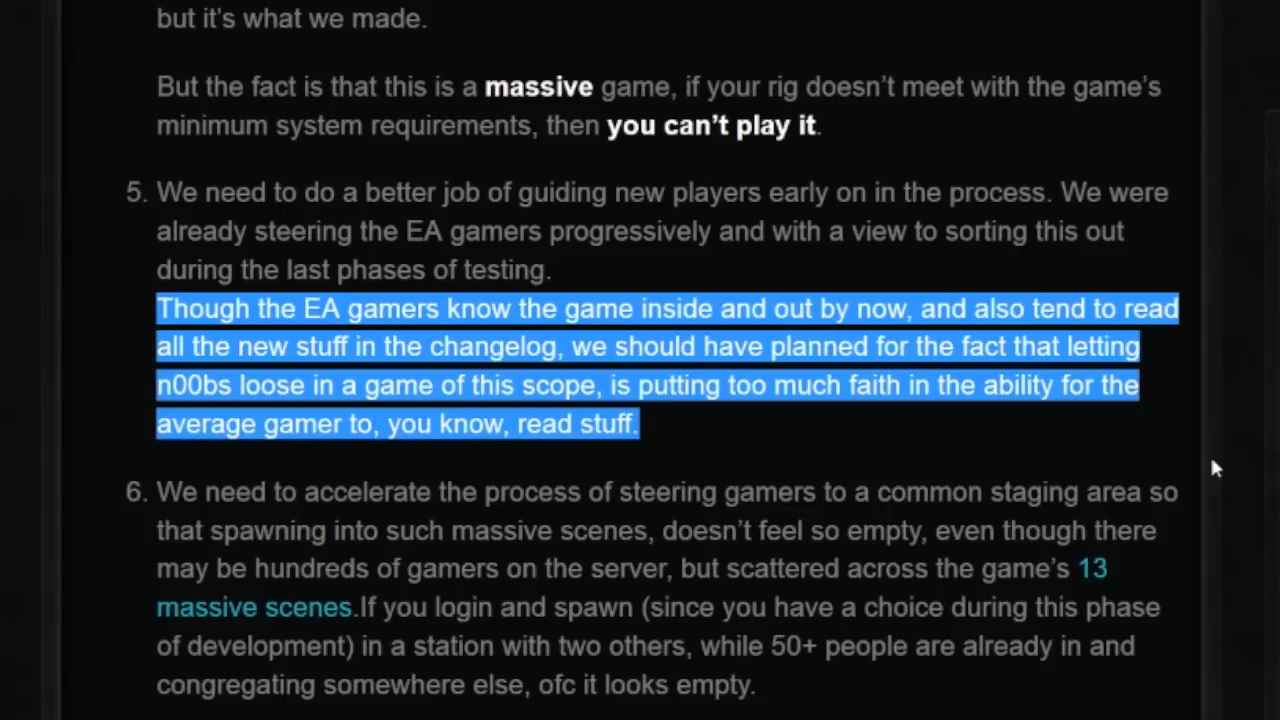 but it's what we made.
But the fact is that this is a massive game, if your rig doesn't meet with the game's
minimum system requirements, then you can't play it.
5. We need to do a better job of guiding new players early on in the process. We were
already steering the EA gamers progressively and with a view to sorting this out
during the last phases of testing.
Though the EA gamers know the game inside and out by now, and also tend to read
all the new stuff in the changelog, we should have planned for the fact that letting
n00bs loose in a game of this scope, is putting too much faith in the ability for the
average gamer to, you know, read stuff.
6. We need to accelerate the process of steering gamers to a common staging area so
that spawning into such massive scenes, doesn't feel so empty, even though there
may be hundreds of gamers on the server, but scattered across the game's 13
massive scenes.If you login and spawn (since you have a choice during this phase
of development) in a station with two others, while 50+ people are already in and
congregating somewhere else, ofc it looks empty.